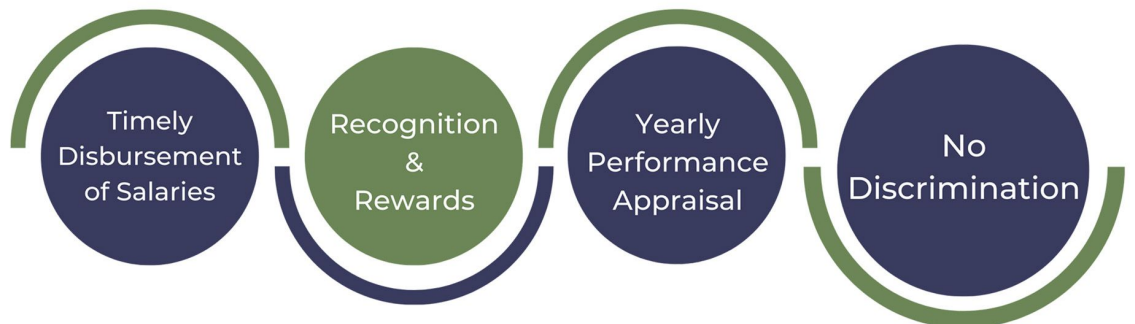 Timely
Disbursement
of Salaries
Recognition
&
Rewards
Yearly
Performance
Appraisal
No
Discrimination